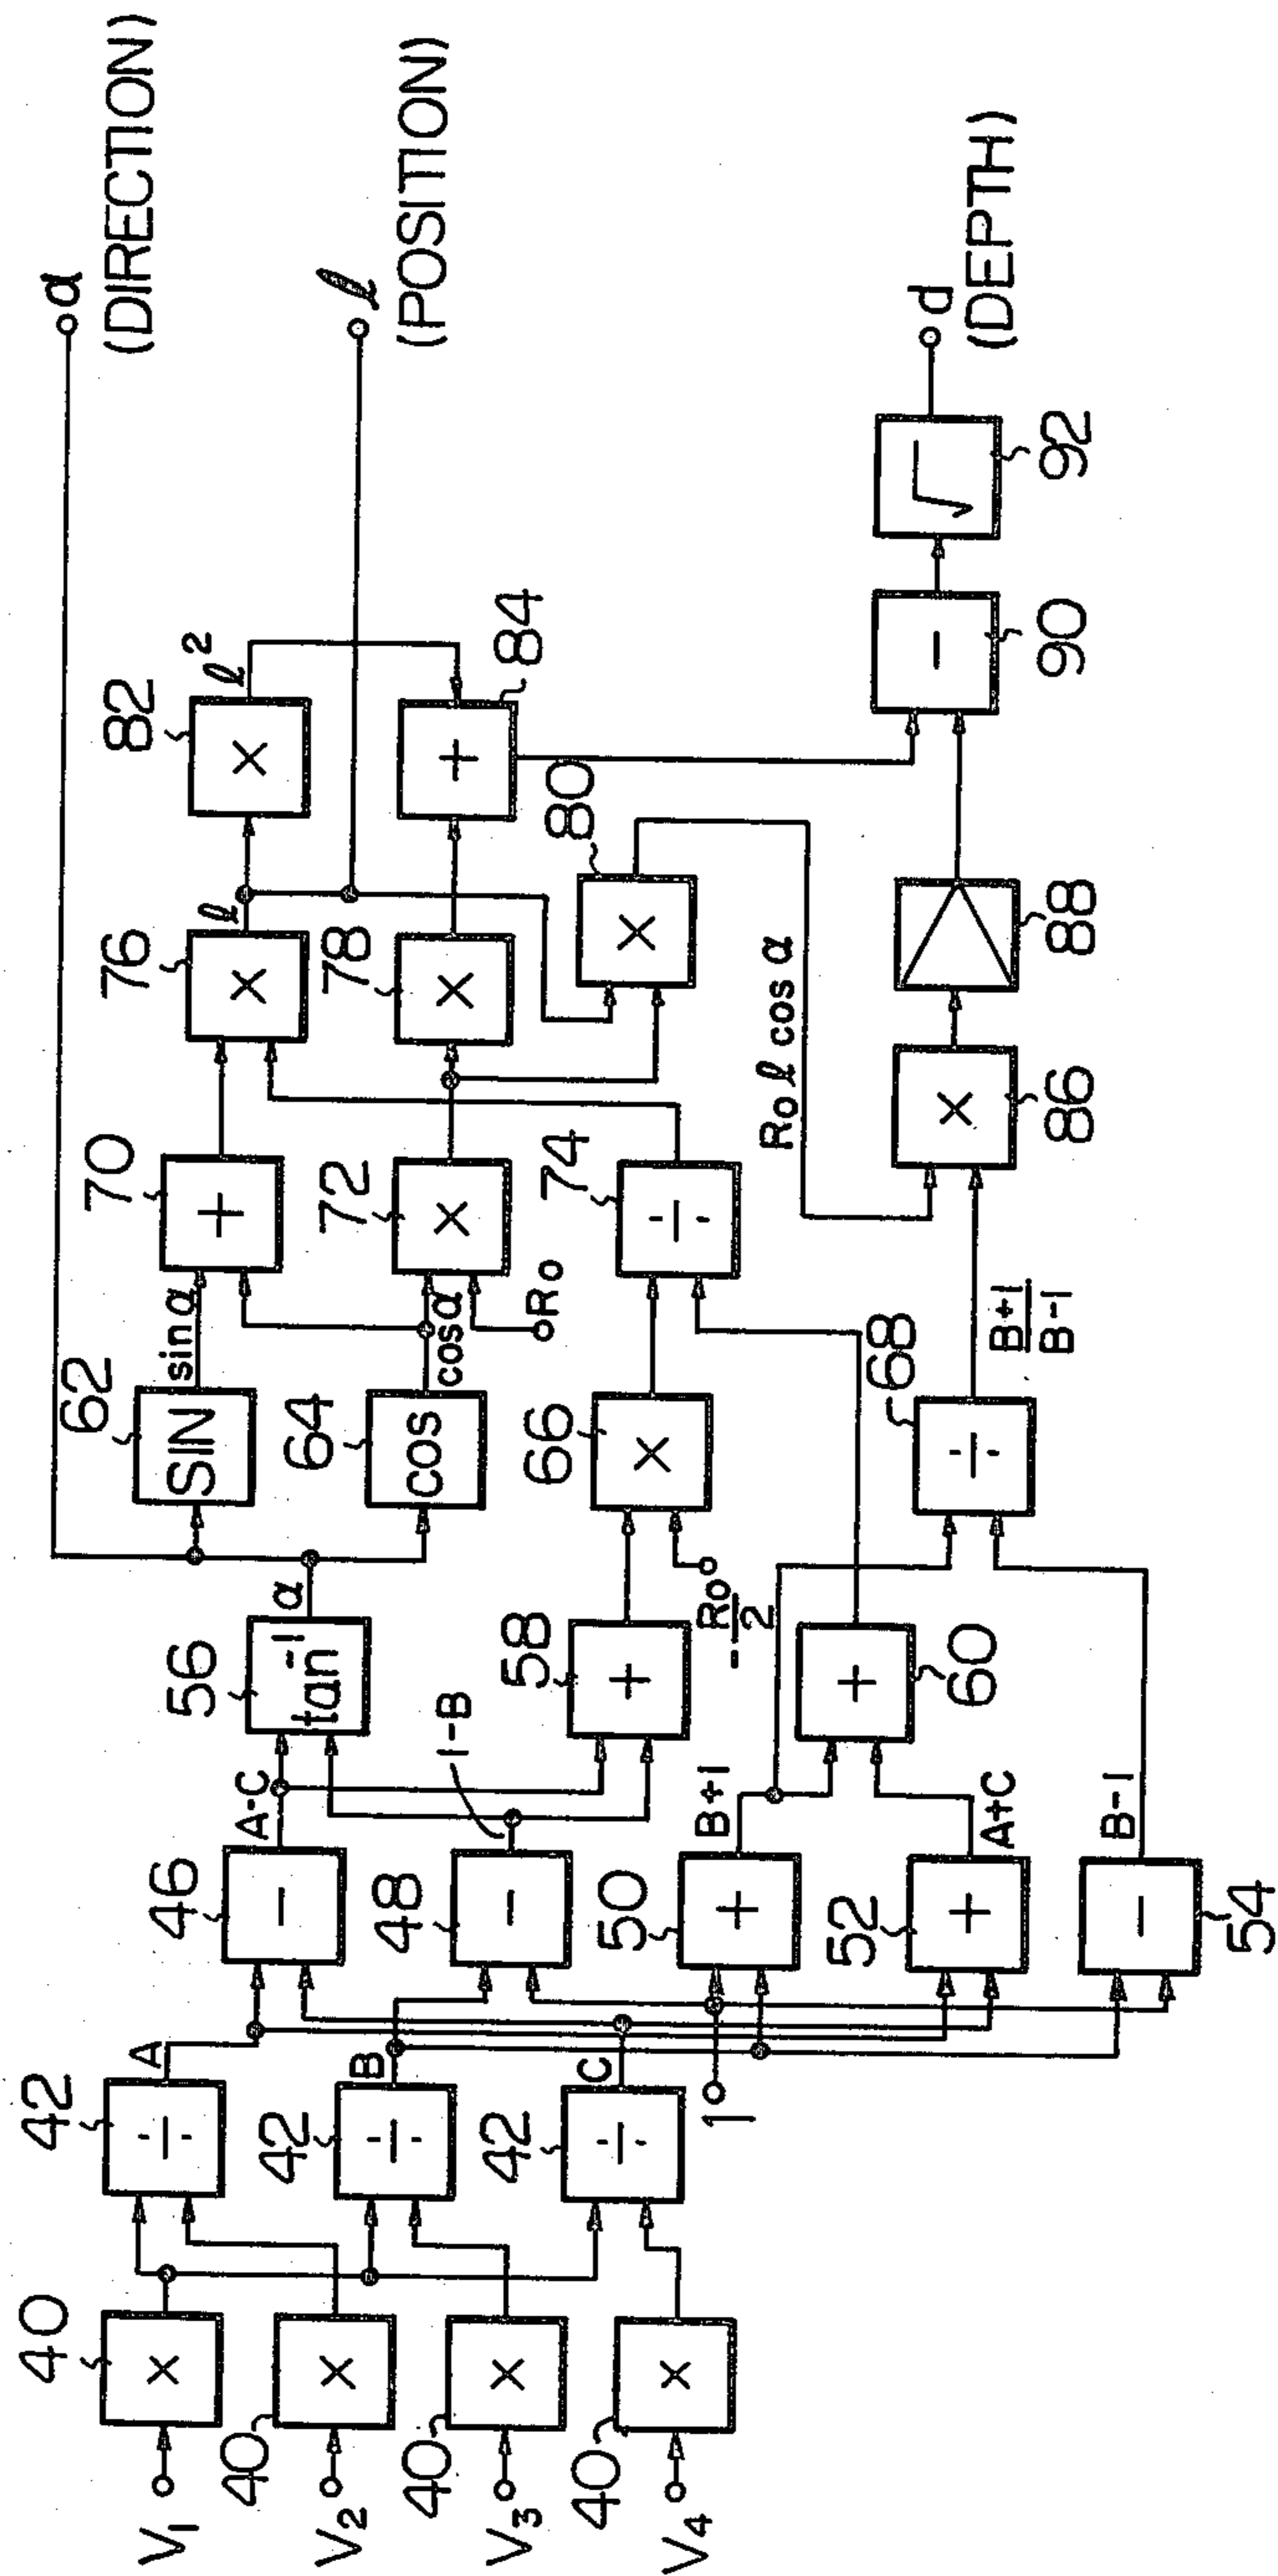 α
(DIRECTION)
ℓ
(POSITION)
d
(DEPTH)
V1
V2
V3
V4
40
×
40
×
40
×
40
×
42
÷
A
42
÷
B
42
÷
C
1
46
−
A-C
48
−
1-B
50
+
B+1
52
+
A+C
54
−
B-1
56
tan⁻¹
α
58
+
60
+
62
SIN
sin α
64
cos
cos α
66
×
-Ro/2
68
÷
B+1
B-1
70
+
72
×
Ro
74
÷
76
×
ℓ
78
×
80
×
Ro ℓ cos α
82
×
ℓ²
84
+
86
×
88
90
−
92
√